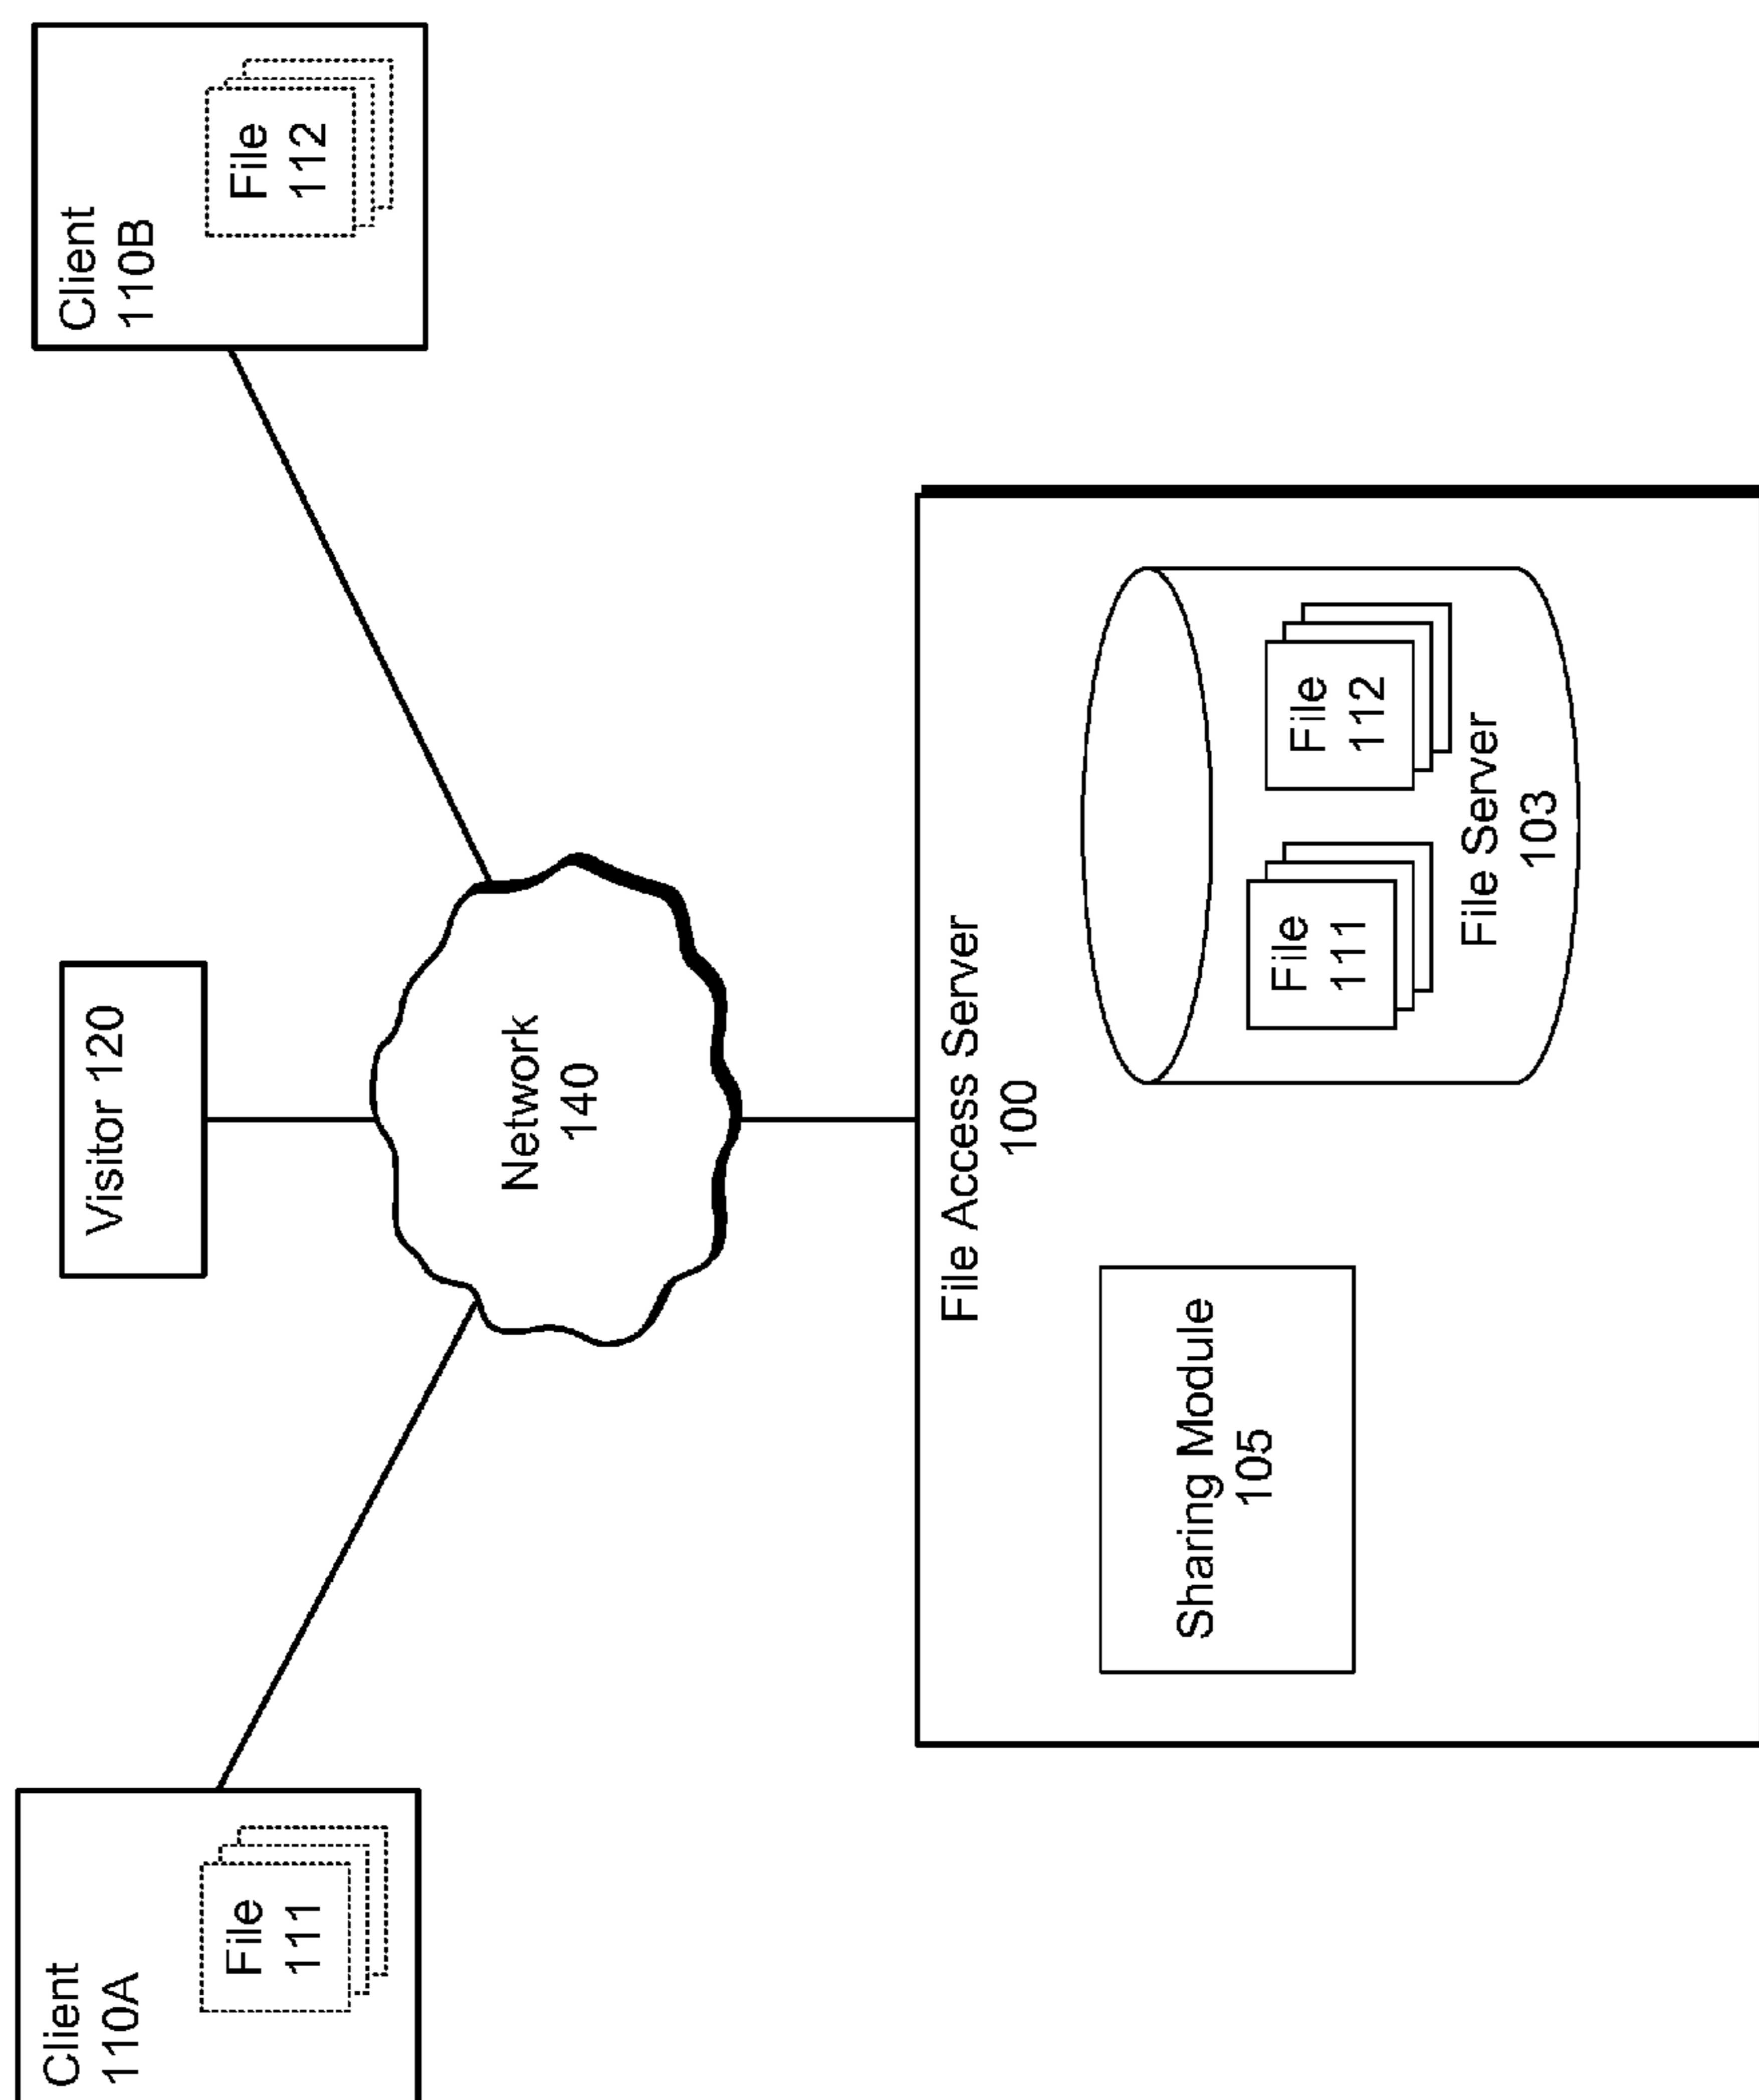 Client
110A
File
111
Visitor 120
Client
110B
File
112
Network
140
File Access Server
100
Sharing Module
105
File
111
File
112
File Server
103